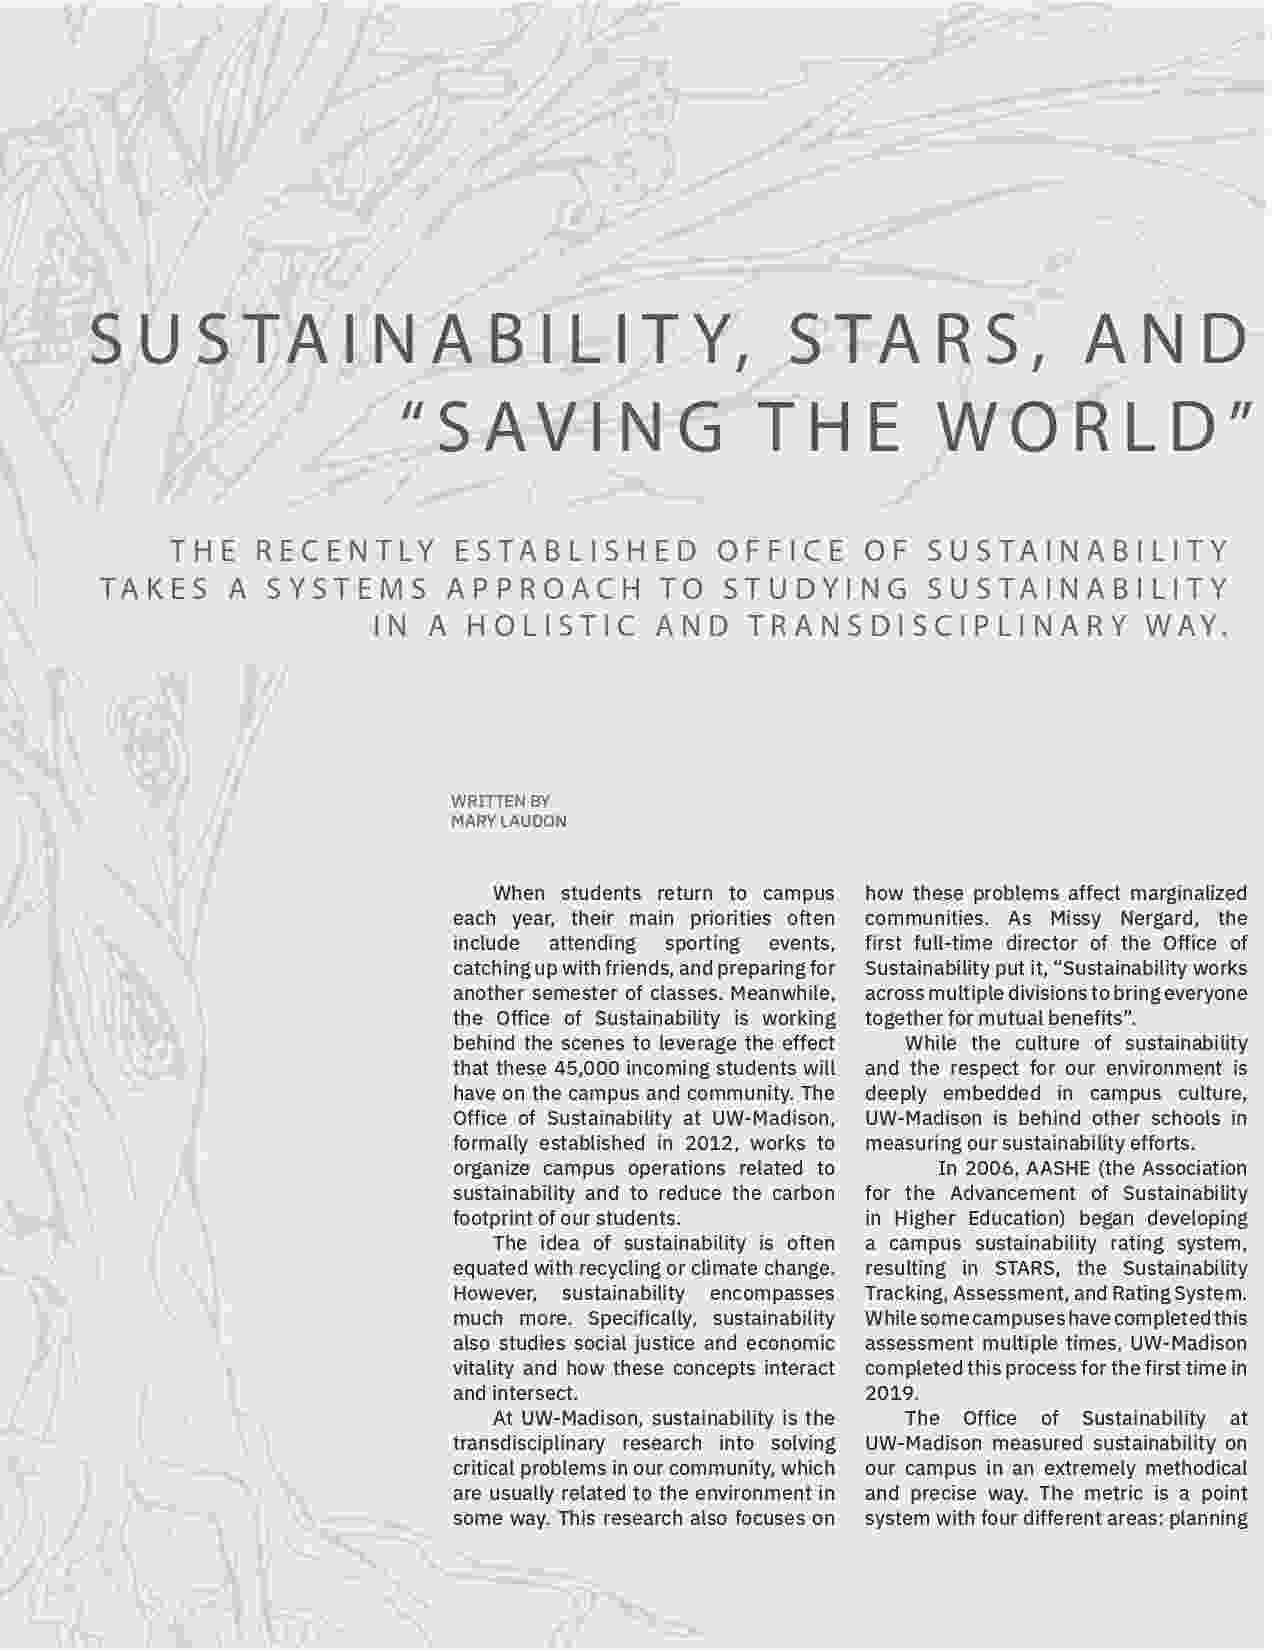 SUSTAINABILITY, STARS, AND
“SAVING THE WORLD”
THE RECENTLY ESTABLISHED OFFICE OF SUSTAINABILITY
TAKES A SYSTEMS APPROACH TO STUDYING SUSTAINABILITY
IN A HOLISTIC AND TRANSDISCIPLINARY WAY.
WRITTEN BY
MARY LAUDON
When students return to campus
each year, their main priorities often
include attending sporting events,
catching up with friends, and preparing for
another semester of classes. Meanwhile,
the Office of Sustainability is working
behind the scenes to leverage the effect
that these 45,000 incoming students will
have on the campus and community. The
Office of Sustainability at UW-Madison,
formally established in 2012, works to
organize campus operations related to
sustainability and to reduce the carbon
footprint of our students.
The idea of sustainability is often
equated with recycling or climate change.
However, sustainability encompasses
much more. Specifically, sustainability
also studies social justice and economic
vitality and how these concepts interact
and intersect.
At UW-Madison, sustainability is the
transdisciplinary research into solving
critical problems in our community, which
are usually related to the environment in
some way. This research also focuses on
how these problems affect marginalized
communities. As Missy Nergard, the
first full-time director of the Office of
Sustainability put it, “Sustainability works
across multiple divisions to bring everyone
together for mutual benefits”.
While the culture of sustainability
and the respect for our environment is
deeply embedded in campus culture,
UW-Madison is behind other schools in
measuring our sustainability efforts.
In 2006, AASHE (the Association
for the Advancement of Sustainability
in Higher Education) began developing
a campus sustainability rating system,
resulting in STARS, the Sustainability
Tracking, Assessment, and Rating System.
While some campuses have completed this
assessment multiple times, UW-Madison
completed this process for the first time in
2019.
The Office of Sustainability at
UW-Madison measured sustainability on
our campus in an extremely methodical
and precise way. The metric is a point
system with four different areas: planning